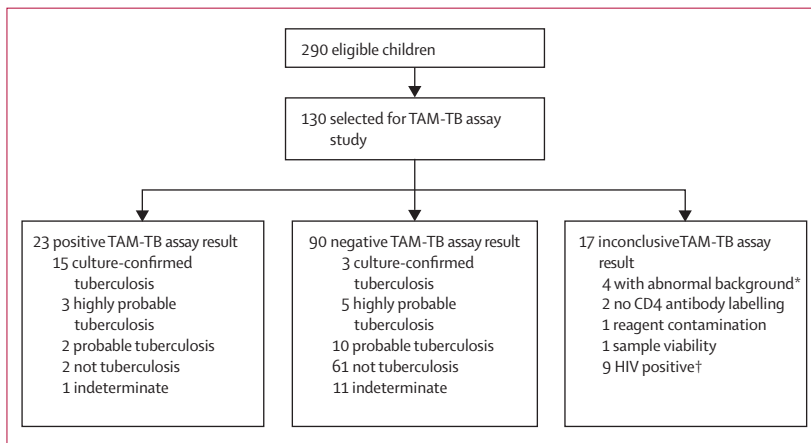 290 eligible children
130 selected for TAM-TB assay
study
23 positive TAM-TB assay result
15 culture-confirmed
tuberculosis
3 highly probable
tuberculosis
2 probable tuberculosis
2 not tuberculosis
1 indeterminate
90 negative TAM-TB assay result
3 culture-confirmed
tuberculosis
5 highly probable
tuberculosis
10 probable tuberculosis
61 not tuberculosis
11 indeterminate
17 inconclusive TAM-TB assay
result
4 with abnormal background*
2 no CD4 antibody labelling
1 reagent contamination
1 sample viability
9 HIV positive†